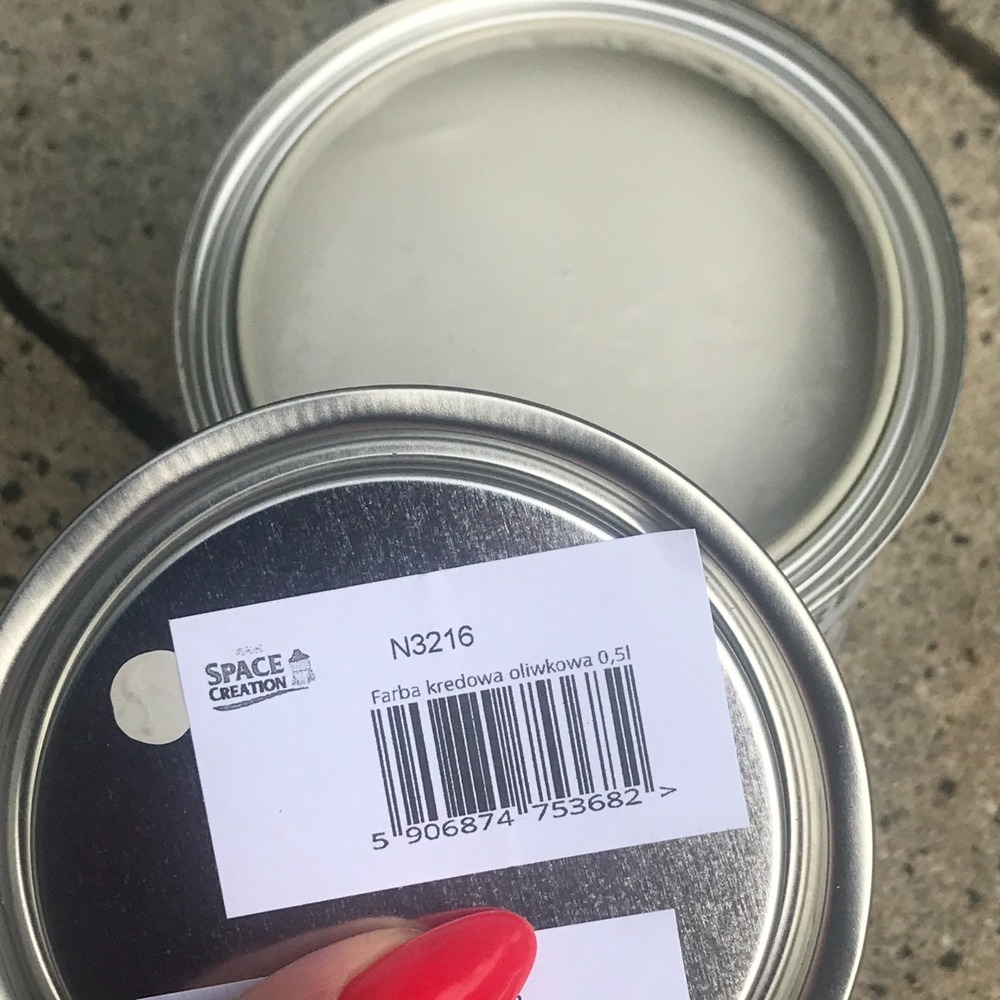 SPACE
CREATION
N3216
Farba kredowa oliwkowa 0,5l
5 906874 753682 >